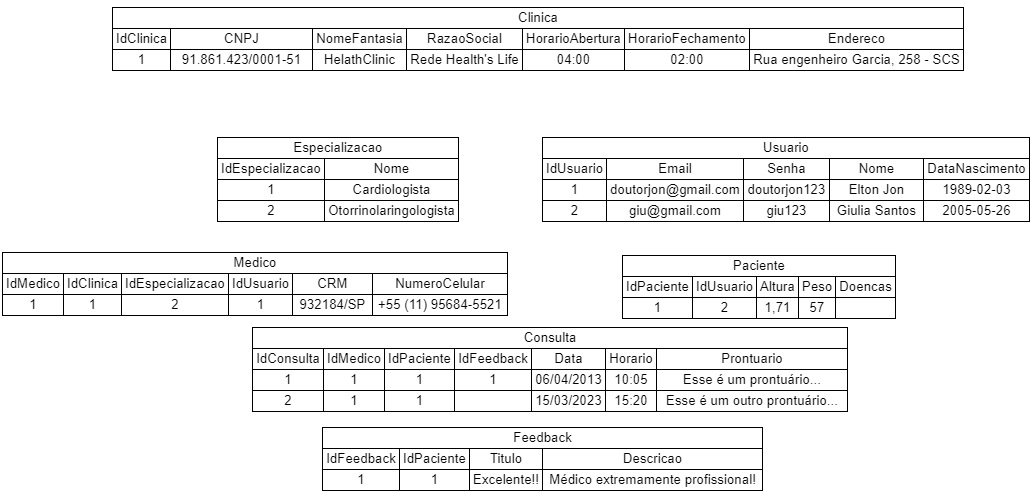 Clinica
IdClinica CNPJ NomeFantasia RazaoSocial HorarioAbertura HorarioFechamento Endereco
1 91.861.423/0001-51 HelathClinic Rede Health's Life 04:00 02:00 Rua engenheiro Garcia, 258 - SCS
Especializacao
IdEspecializacao Nome
1 Cardiologista
2 Otorrinolaringologista
Usuario
IdUsuario Email Senha Nome DataNascimento
1 doutorjon@gmail.com doutorjon123 Elton Jon 1989-02-03
2 giu@gmail.com giu123 Giulia Santos 2005-05-26
Medico
IdMedico IdClinica IdEspecializacao IdUsuario CRM NumeroCelular
1 1 2 1 932184/SP +55 (11) 95684-5521
Paciente
IdPaciente IdUsuario Altura Peso Doencas
1 2 1,71 57
Consulta
IdConsulta IdMedico IdPaciente IdFeedback Data Horario Prontuario
1 1 1 1 06/04/2013 10:05 Esse é um prontuário...
2 1 1 15/03/2023 15:20 Esse é um outro prontuário...
Feedback
IdFeedback IdPaciente Titulo Descricao
1 1 Excelente!! Médico extremamente profissional!